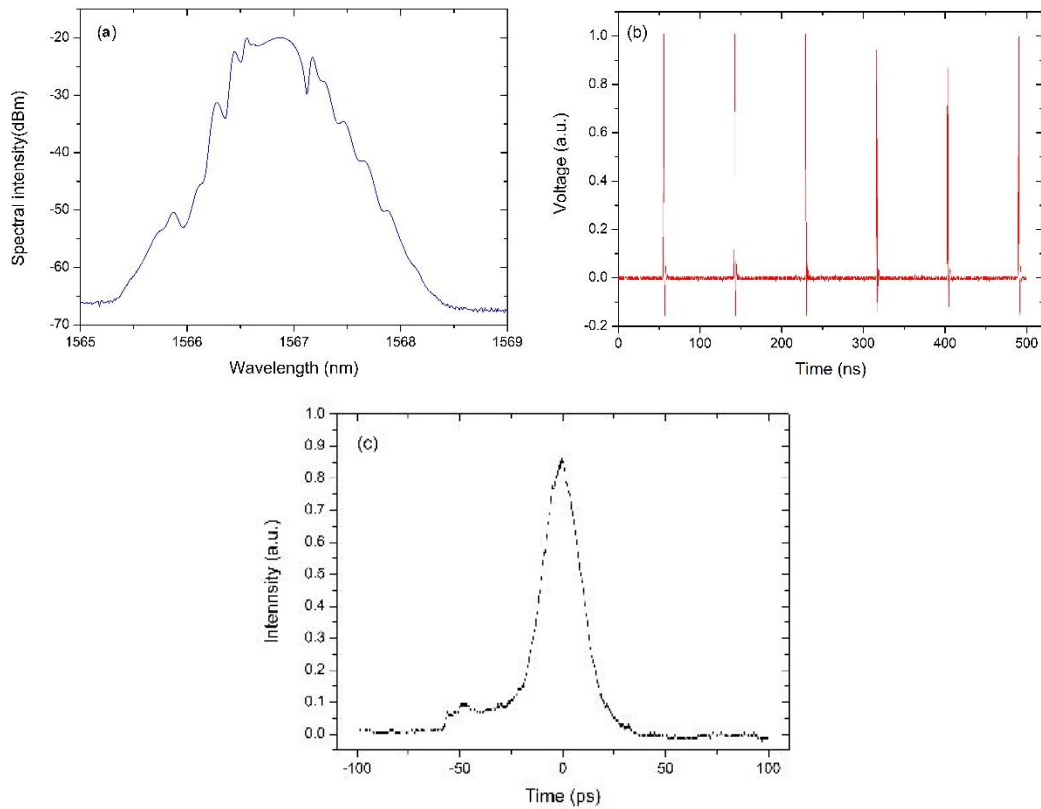 (a)
Spectral intensity(dBm)
-20
-30
-40
-50
-60
-70
1565 1566 1567 1568 1569
Wavelength (nm)
(b)
Voltage (a.u.)
1.0
0.8
0.6
0.4
0.2
0.0
-0.2
0 100 200 300 400 500
Time (ns)
(c)
Intennsity (a.u.)
1.0
0.9
0.8
0.7
0.6
0.5
0.4
0.3
0.2
0.1
0.0
-100 -50 0 50 100
Time (ps)